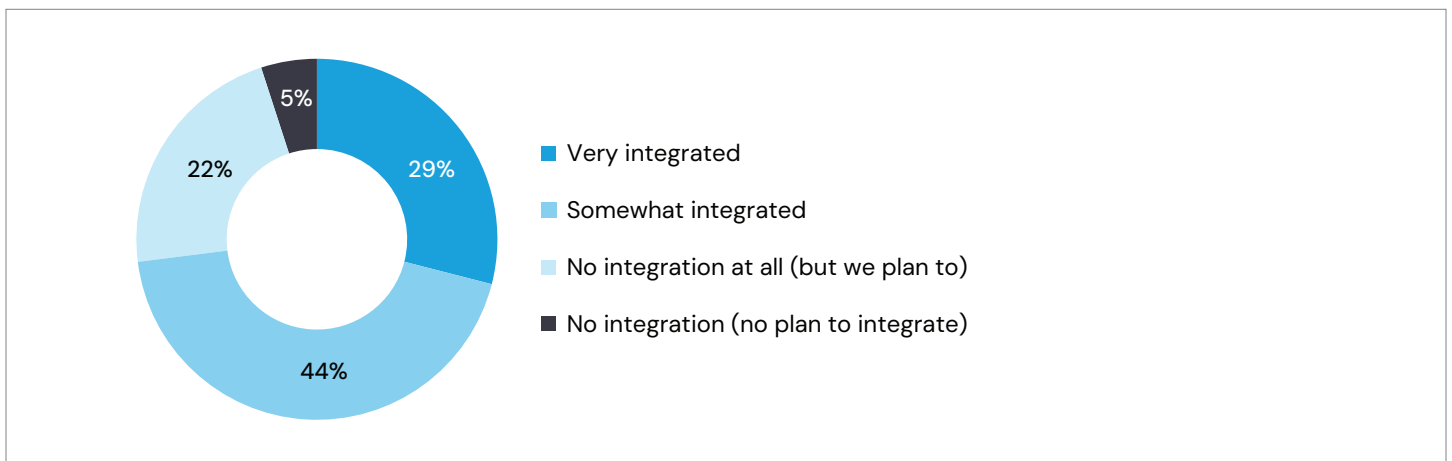 5%
22%
29%
44%
Very integrated
Somewhat integrated
No integration at all (but we plan to)
No integration (no plan to integrate)